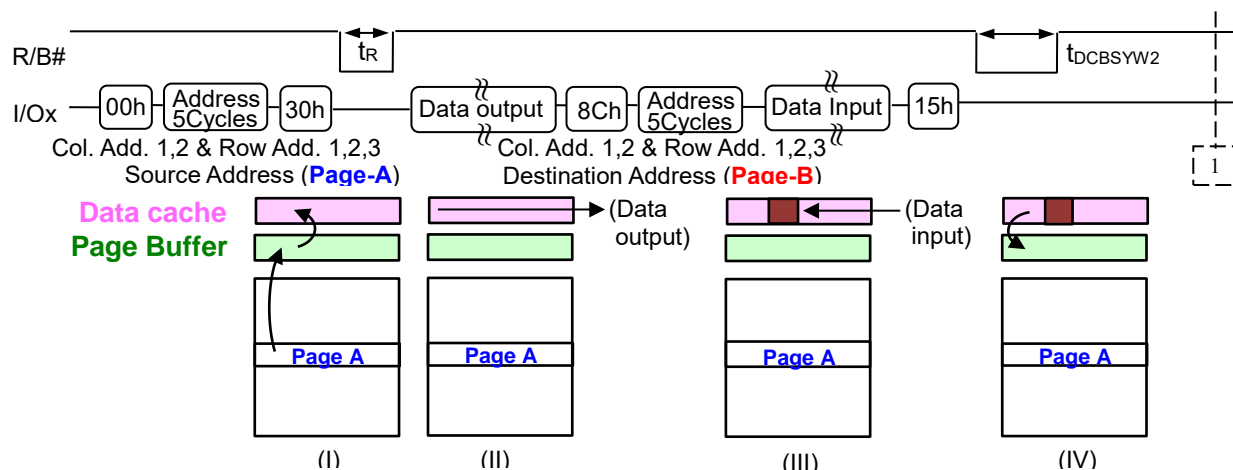 R/B#
tR
tDCBSYW2
I/Ox
00h
Address
5Cycles
30h
Data output
8Ch
Address
5Cycles
Data Input
15h
Col. Add. 1,2 & Row Add. 1,2,3
Source Address (Page-A)
Col. Add. 1,2 & Row Add. 1,2,3
Destination Address (Page-B)
1
Data cache
(Data
output)
(Data
input)
Page Buffer
Page A
Page A
Page A
Page A
(I)
(II)
(III)
(IV)